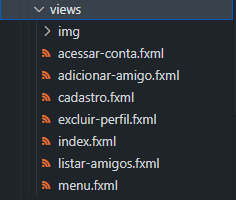 views
img
acessar-conta.fxml
adicionar-amigo.fxml
cadastro.fxml
excluir-perfil.fxml
index.fxml
listar-amigos.fxml
menu.fxml